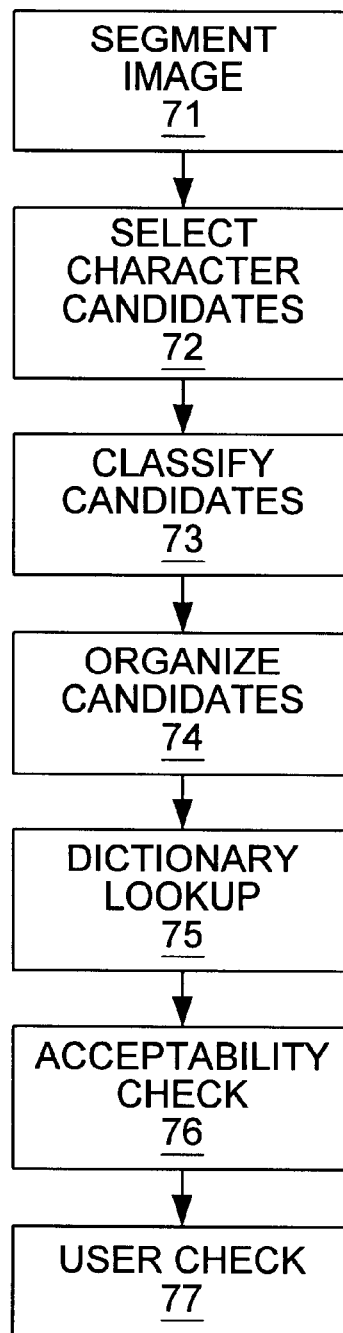 SEGMENT
IMAGE
71
SELECT
CHARACTER
CANDIDATES
72
CLASSIFY
CANDIDATES
73
ORGANIZE
CANDIDATES
74
DICTIONARY
LOOKUP
75
ACCEPTABILITY
CHECK
76
USER CHECK
77